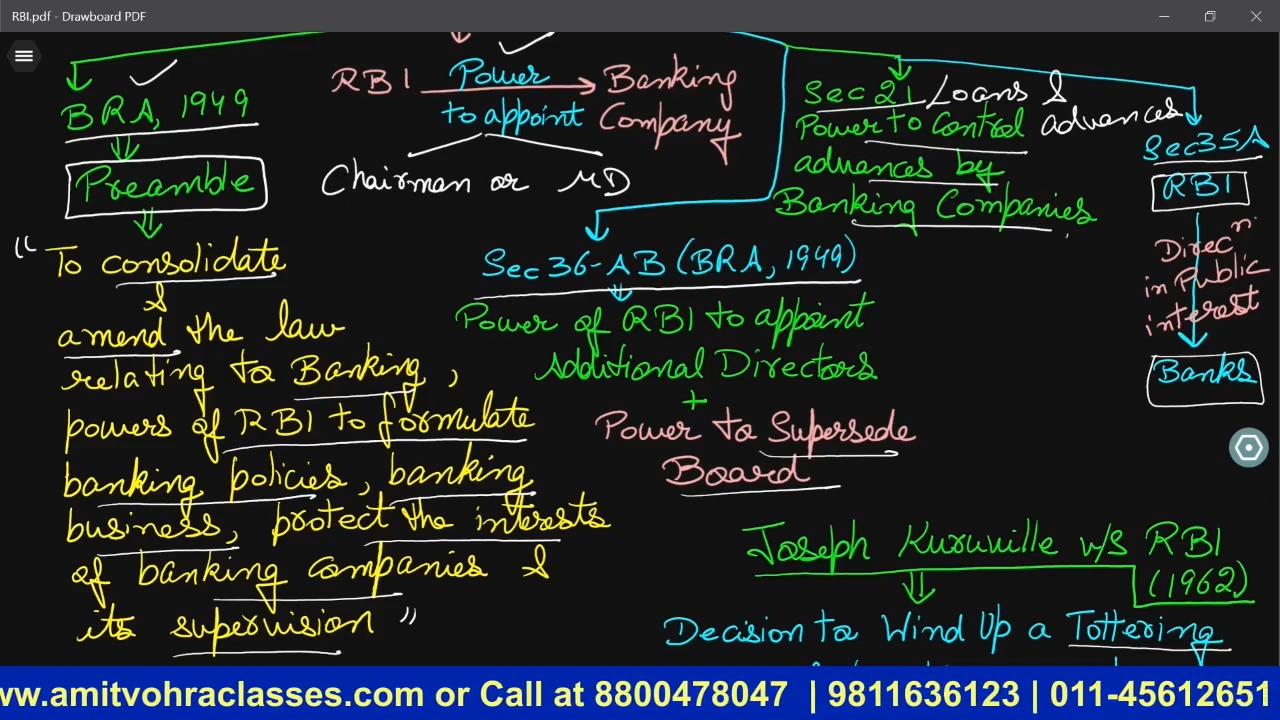 RBI.pdf - Drawboard PDF
BRA, 1949
Preamble
" To consolidate
&
amend the law
relating to Banking,
powers of RBI to formulate
banking policies, banking
business, protect the interests
of banking companies &
its supervision "
RBI Power Banking
to appoint Company
Chairman or MD
Sec 36-AB (BRA, 1949)
Power of RBI to appoint
Additional Directors
+
Power to Supersede
Board
Sec 21 Loans & advances
Power to Control
advances by
Banking Companies
Sec 35A
RBI
Direcn
in Public
interest
Banks
Joseph Kuruville v/s RBI
(1962)
Decision to Wind Up a Tottering
www.amitvohraclasses.com or Call at 8800478047 | 9811636123 | 011-45612651